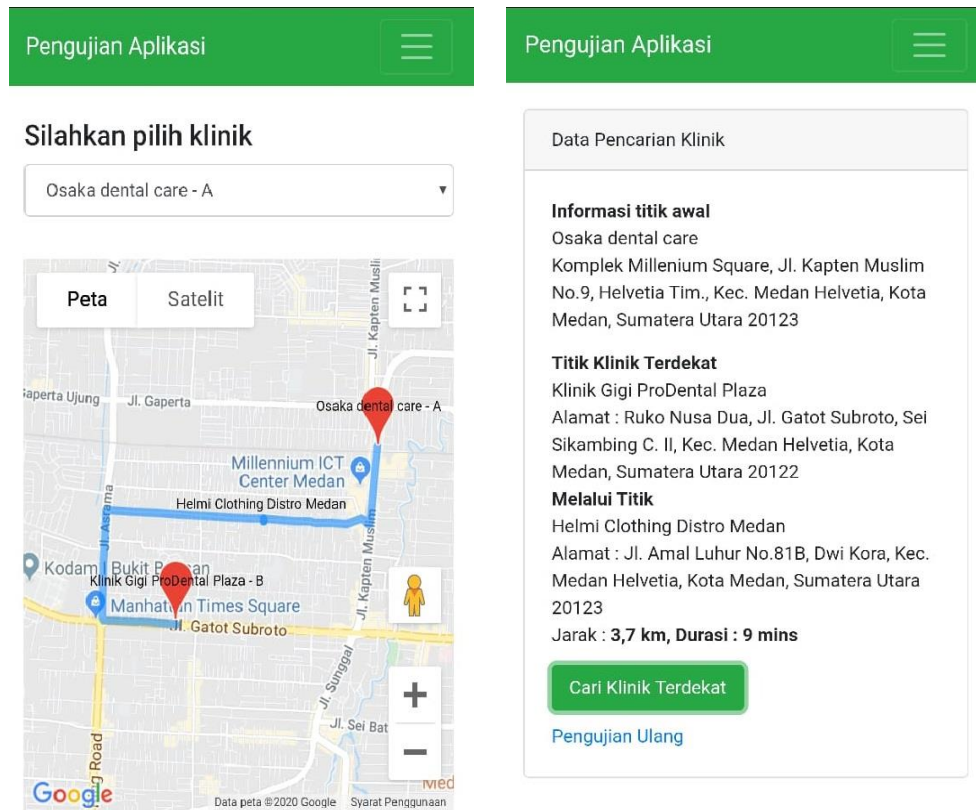 Pengujian Aplikasi
Silahkan pilih klinik
Osaka dental care - A
Peta
Satelit
Jl. Kapten Muslim
Saperta Ujung
Jl. Gaperta
Osaka dental care - A
Millennium ICT
Center Medan
Helmi Clothing Distro Medan
Jl. Asrama
Jl. Kapten Muslim
Kodam I Bukit Barisan
Klinik Gigi ProDental Plaza - B
Manhattan Times Square
Jl. Gatot Subroto
Jl. Sunggal
Jl. Sei Bat
Road
Med
Google
Data peta ©2020 Google
Syarat Penggunaan
Pengujian Aplikasi
Data Pencarian Klinik
Informasi titik awal
Osaka dental care
Komplek Millenium Square, Jl. Kapten Muslim
No.9, Helvetia Tim., Kec. Medan Helvetia, Kota
Medan, Sumatera Utara 20123
Titik Klinik Terdekat
Klinik Gigi ProDental Plaza
Alamat : Ruko Nusa Dua, Jl. Gatot Subroto, Sei
Sikambing C. II, Kec. Medan Helvetia, Kota
Medan, Sumatera Utara 20122
Melalui Titik
Helmi Clothing Distro Medan
Alamat : Jl. Amal Luhur No.81B, Dwi Kora, Kec.
Medan Helvetia, Kota Medan, Sumatera Utara
20123
Jarak : 3,7 km, Durasi : 9 mins
Cari Klinik Terdekat
Pengujian Ulang